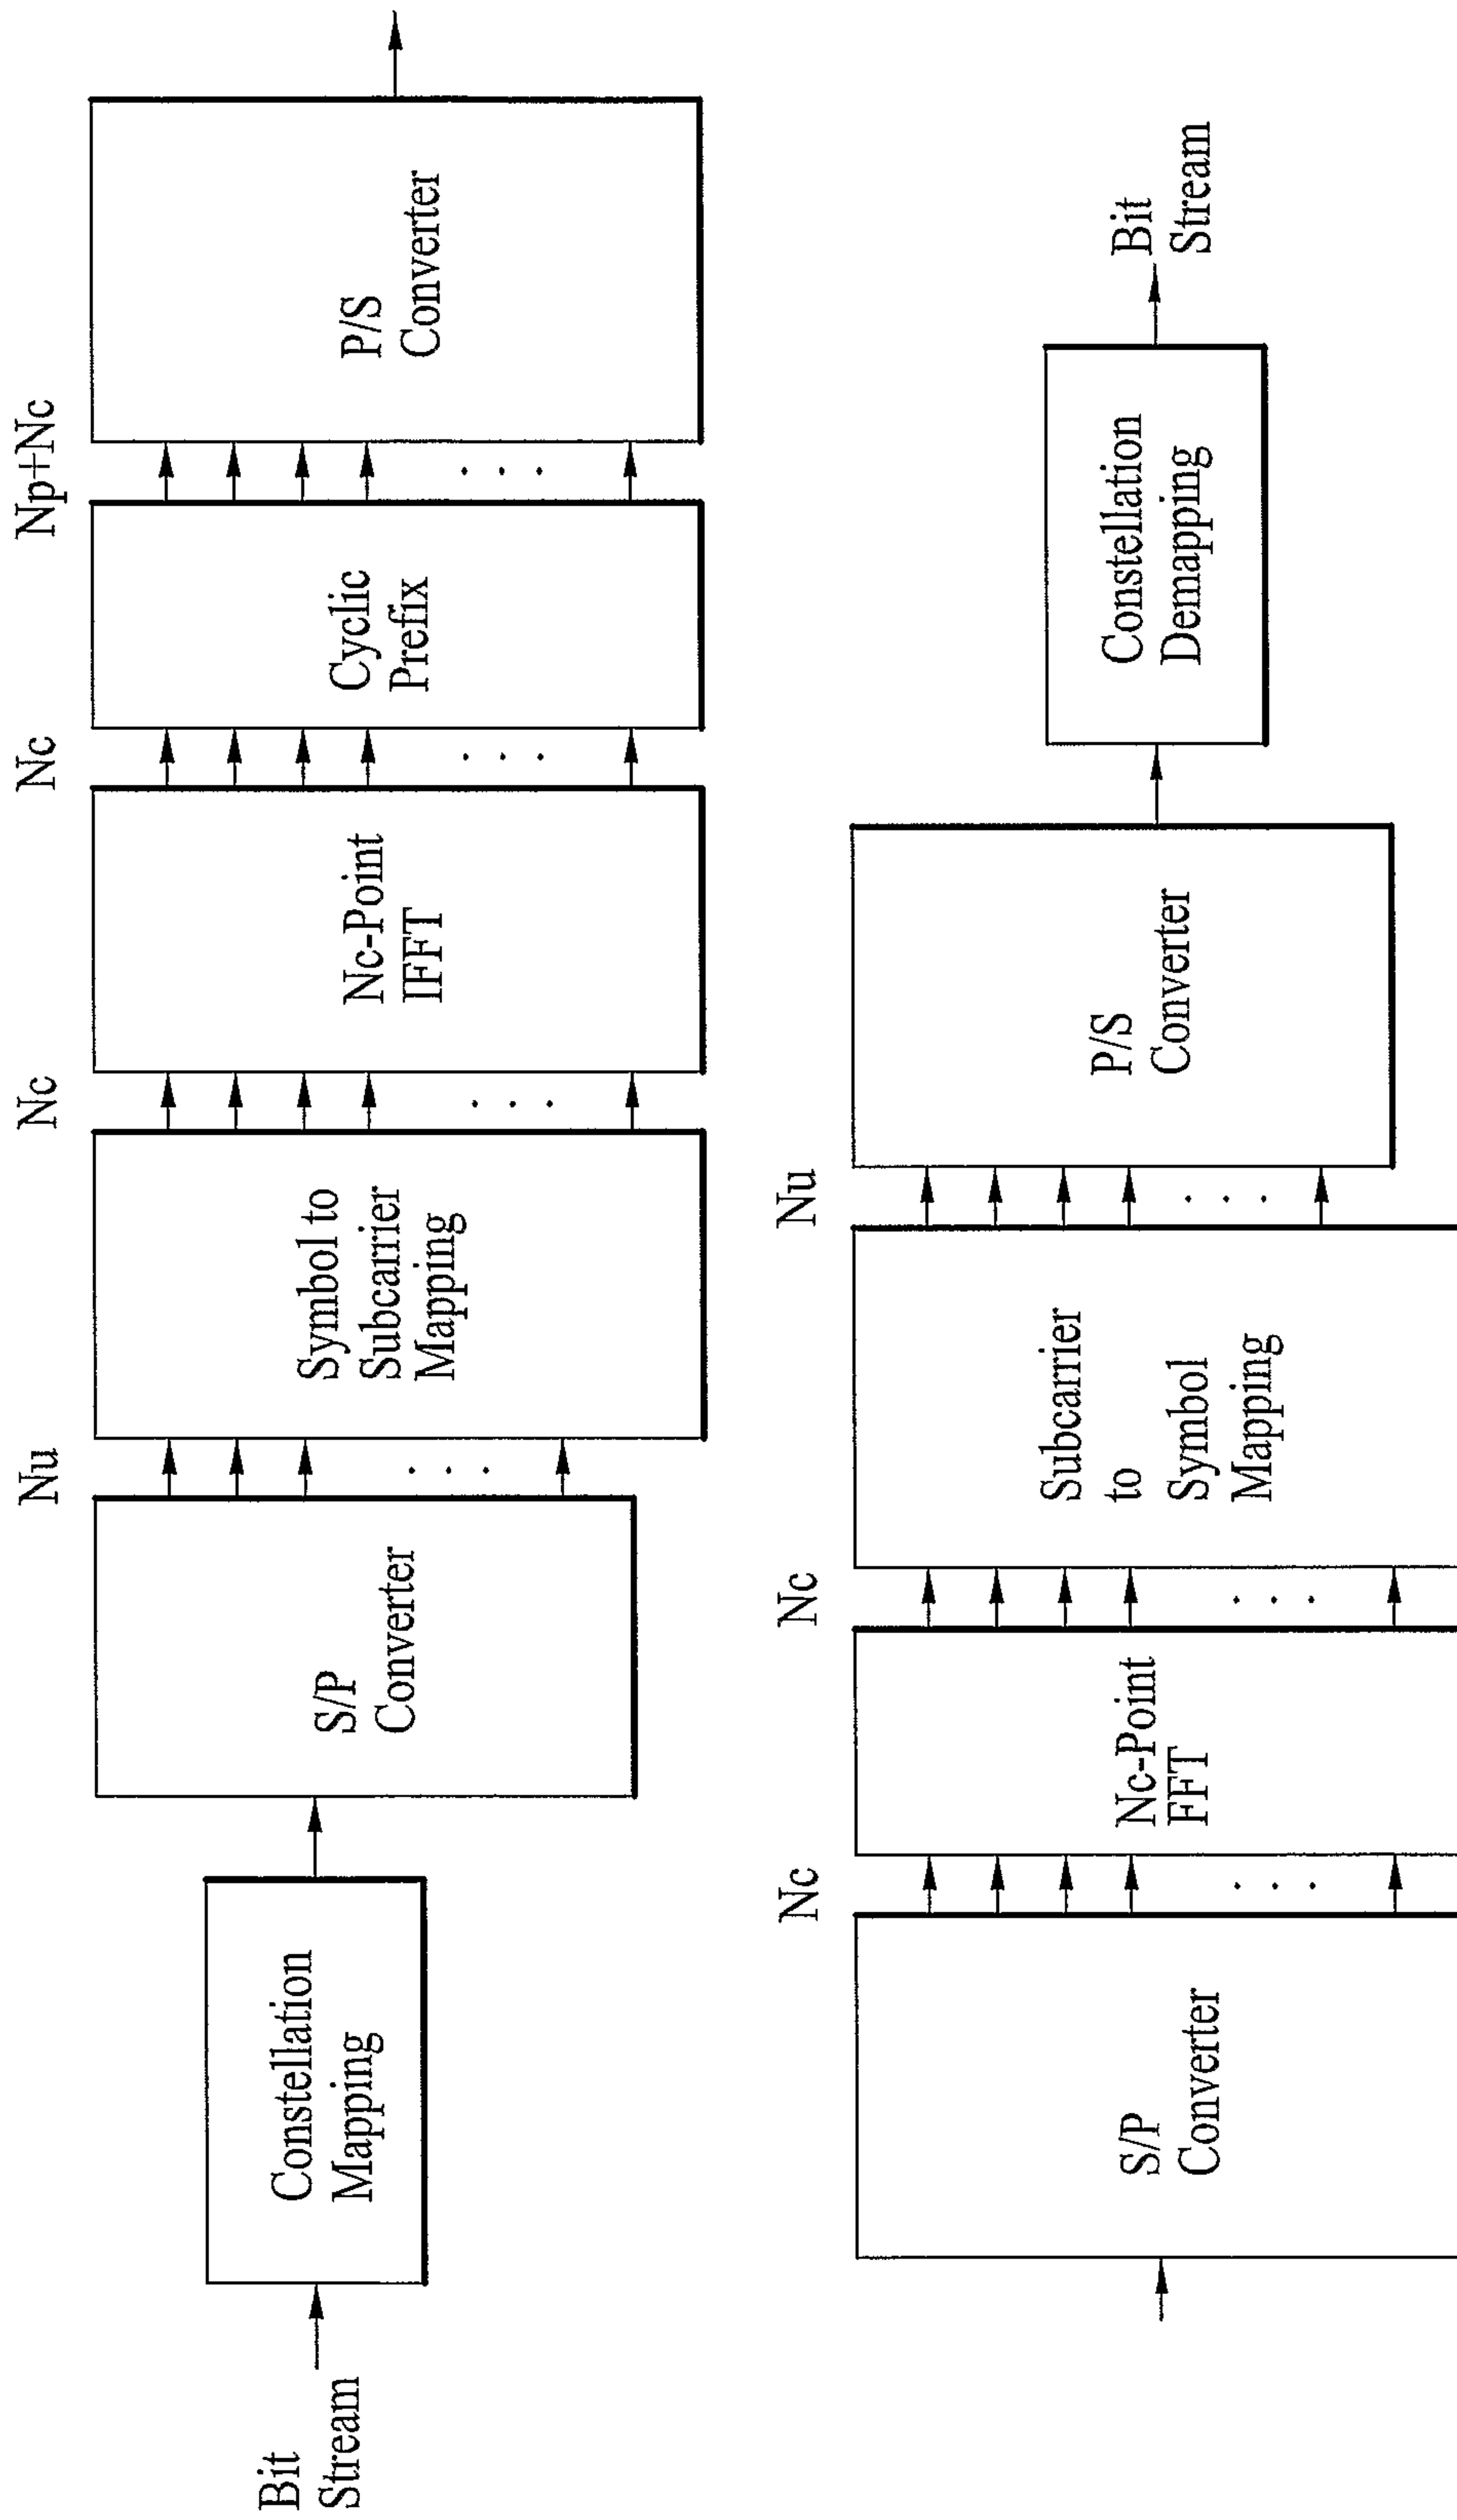 Bit
Stream
Constellation
Mapping
S/P
Converter
Nu
Symbol to
Subcarrier
Mapping
Nc
Nc-Point
IFFT
Nc
Cyclic
Prefix
Np+Nc
P/S
Converter
S/P
Converter
Nc
Nc-Point
FFT
Nc
Subcarrier
to
Symbol
Mapping
Nu
P/S
Converter
Constellation
Demapping
Bit
Stream